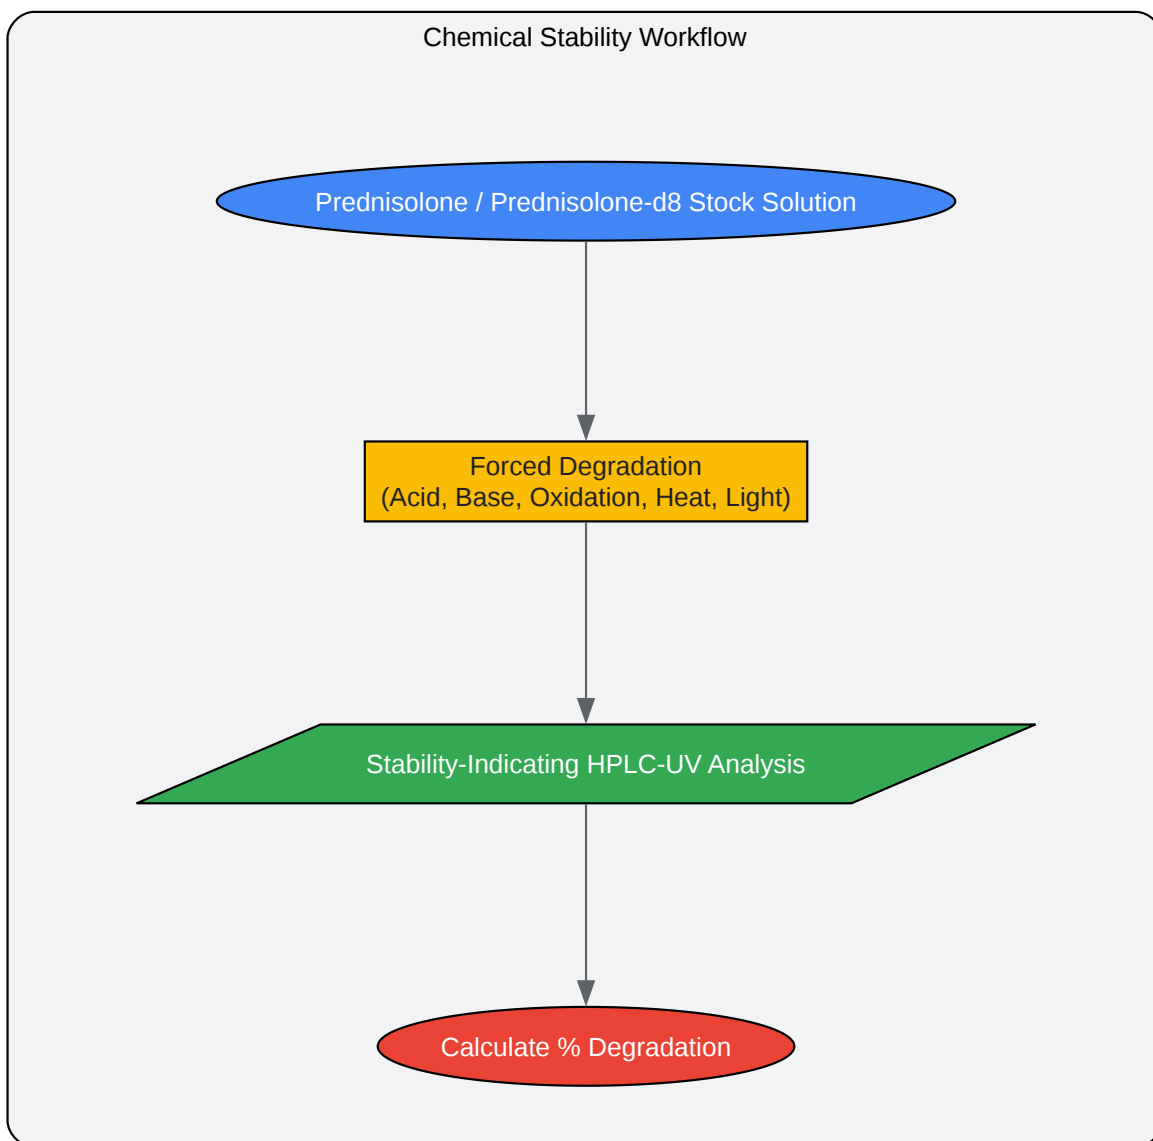 Chemical Stability Workflow
Prednisolone / Prednisolone-d8 Stock Solution
Forced Degradation
(Acid, Base, Oxidation, Heat, Light)
Stability-Indicating HPLC-UV Analysis
Calculate % Degradation